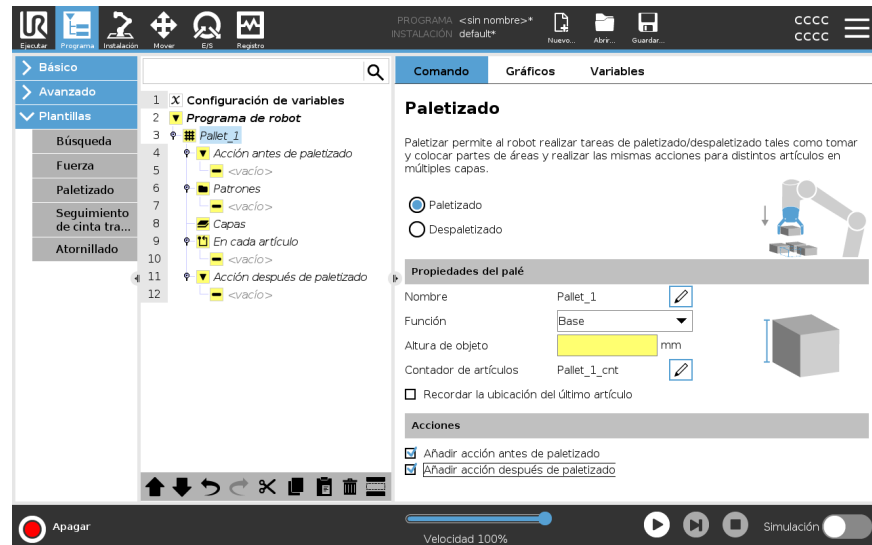 UR
Ejecutar
Programa
Instalación
Mover
E/S
Registro
PROGRAMA <sin nombre>*
INSTALACIÓN default*
Nuevo...
Abrir...
Guardar...
CCCC
CCCC
Básico
Avanzado
Plantillas
Búsqueda
Fuerza
Paletizado
Seguimiento
de cinta tra...
Atornillado
1 X Configuración de variables
2 Programa de robot
3 Pallet_1
4 Acción antes de paletizado
5 <vacío>
6 Patrones
7 <vacío>
8 Capas
9 En cada artículo
10 <vacío>
11 Acción después de paletizado
12 <vacío>
Comando Gráficos Variables
Paletizado
Paletizar permite al robot realizar tareas de paletizado/despaletizado tales como tomar
y colocar partes de áreas y realizar las mismas acciones para distintos artículos en
múltiples capas.
Paletizado
Despaletizado
Propiedades del palé
Nombre Pallet_1
Función Base
Altura de objeto mm
Contador de artículos Pallet_1_cnt
Recordar la ubicación del último artículo
Acciones
Añadir acción antes de paletizado
Añadir acción después de paletizado
Apagar
Velocidad 100%
Simulación